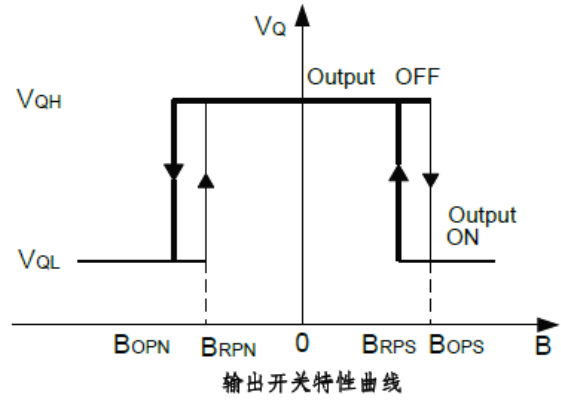 VQ
Output OFF
VQH
Output
ON
VQL
BOPN BRPN 0 BRPS BOPS B
输出开关特性曲线